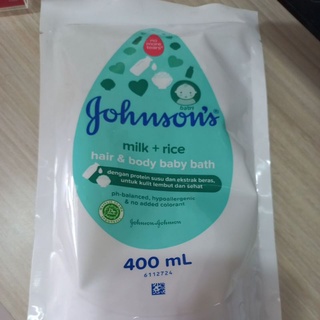 Johnson's
milk + rice
hair & body baby bath
dengan protein susu dan ekstrak beras,
untuk kulit lembut dan sehat
ph-balanced, hypoallergenic
& no added colorant
Johnson & Johnson
400 mL
6112724